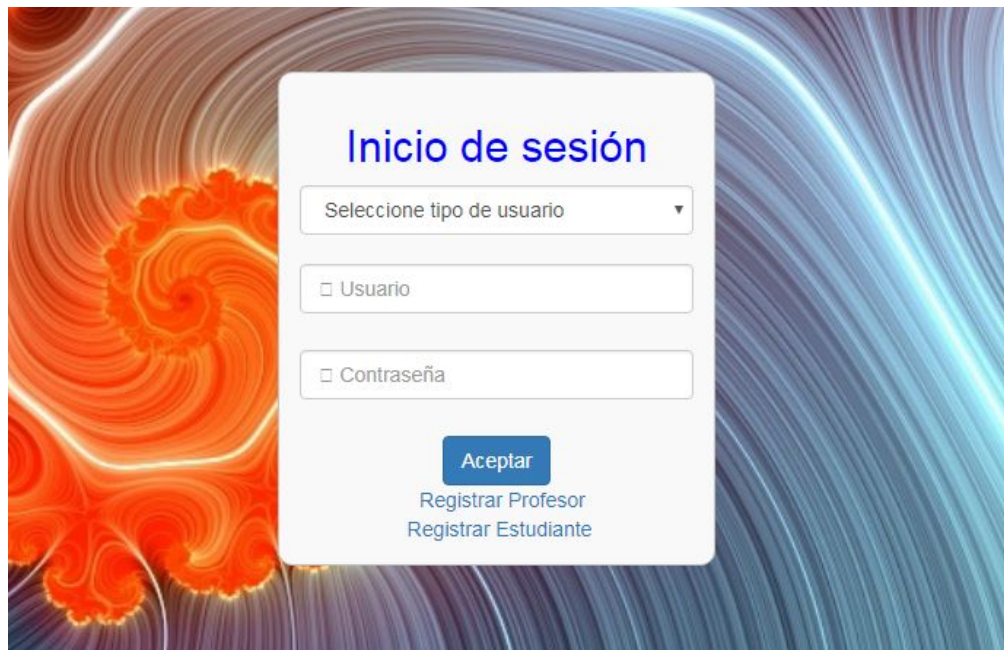 Inicio de sesión
Seleccione tipo de usuario
Usuario
Contraseña
Aceptar
Registrar Profesor
Registrar Estudiante